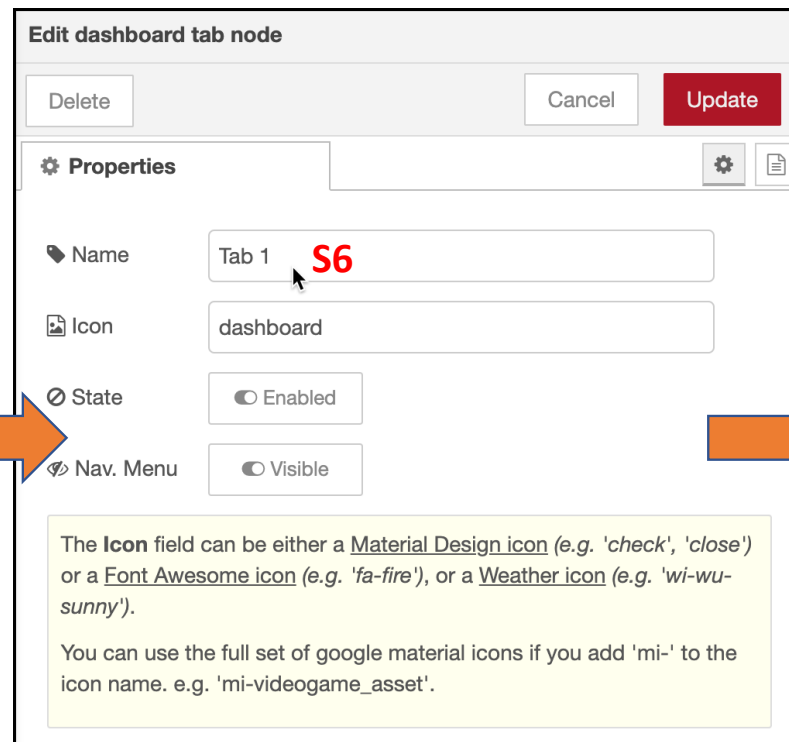 Edit dashboard tab node
Delete Cancel Update
Properties
Name Tab 1 S6
Icon dashboard
State Enabled
Nav. Menu Visible
The Icon field can be either a Material Design icon (e.g. 'check', 'close')
or a Font Awesome icon (e.g. 'fa-fire'), or a Weather icon (e.g. 'wi-wu-
sunny').
You can use the full set of google material icons if you add 'mi-' to the
icon name. e.g. 'mi-videogame_asset'.